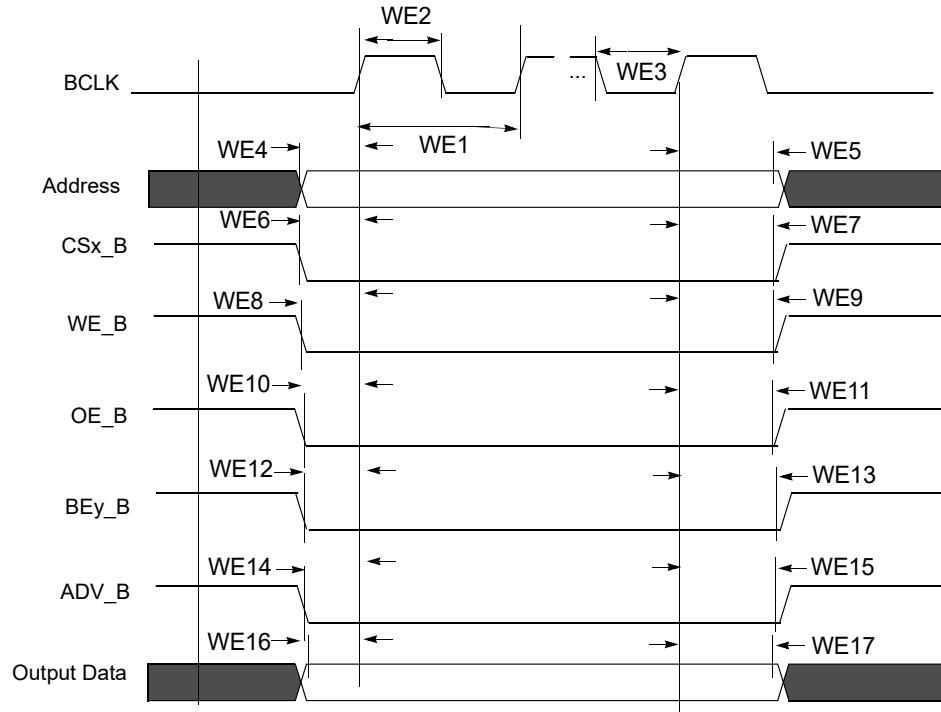 WE2
BCLK
...
WE3
WE4
WE1
WE5
Address
WE6
WE7
CSx_B
WE8
WE9
WE_B
WE10
WE11
OE_B
WE12
WE13
BEy_B
WE14
WE15
ADV_B
WE16
WE17
Output Data